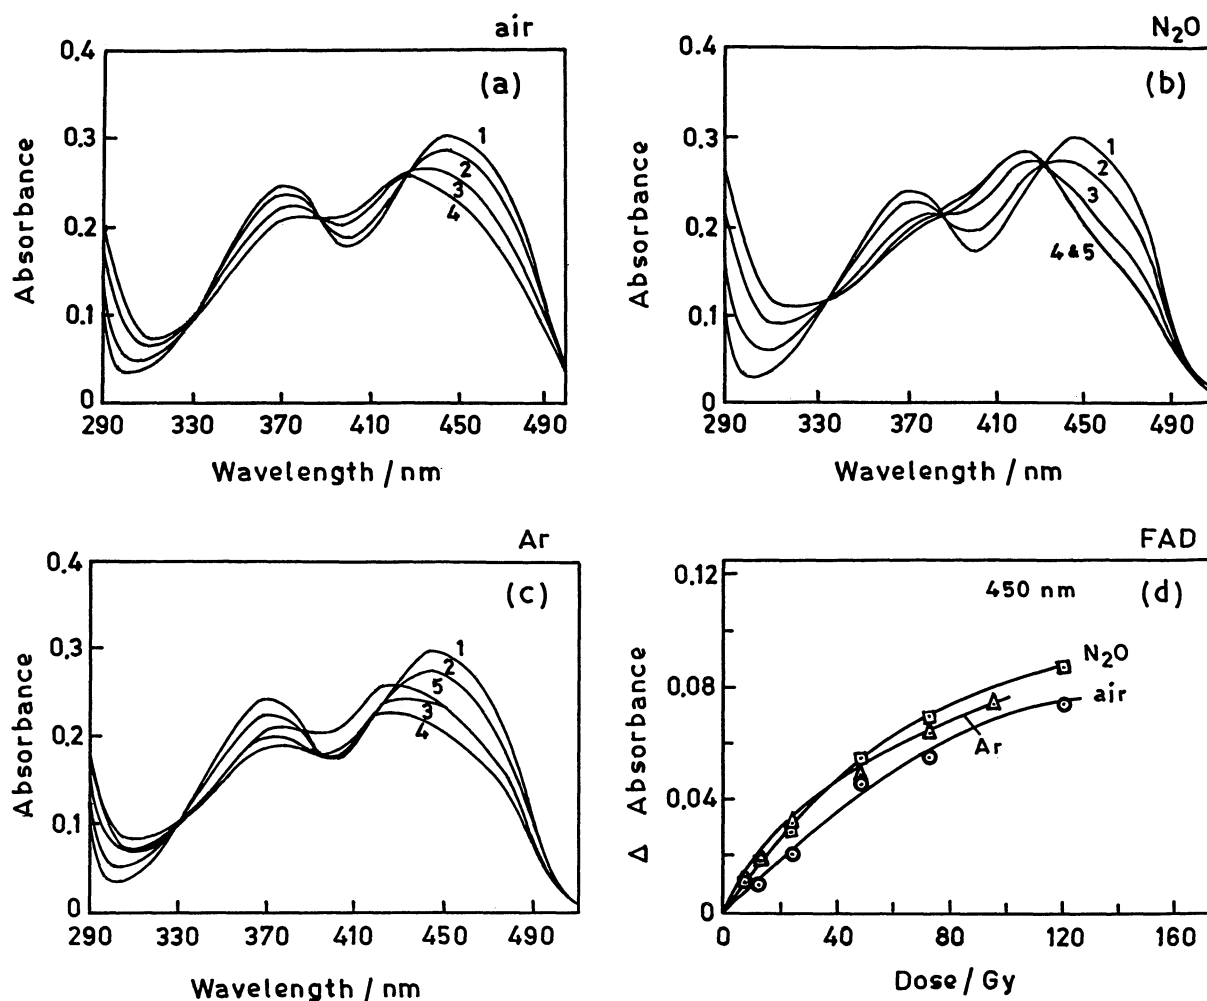 air
(a)
Absorbance
0.4
0.3
0.2
0.1
0
1
2
3
4
290 330 370 410 450 490
Wavelength / nm
N₂O
(b)
Absorbance
0.4
0.3
0.2
0.1
0
1
2
3
4 & 5
290 330 370 410 450 490
Wavelength / nm
Ar
(c)
Absorbance
0.4
0.3
0.2
0.1
0
1
2
5
3
4
290 330 370 410 450 490
Wavelength / nm
FAD
450 nm (d)
Δ Absorbance
0.12
0.08
0.04
0
N₂O
air
Ar
0 40 80 120 160
Dose / Gy